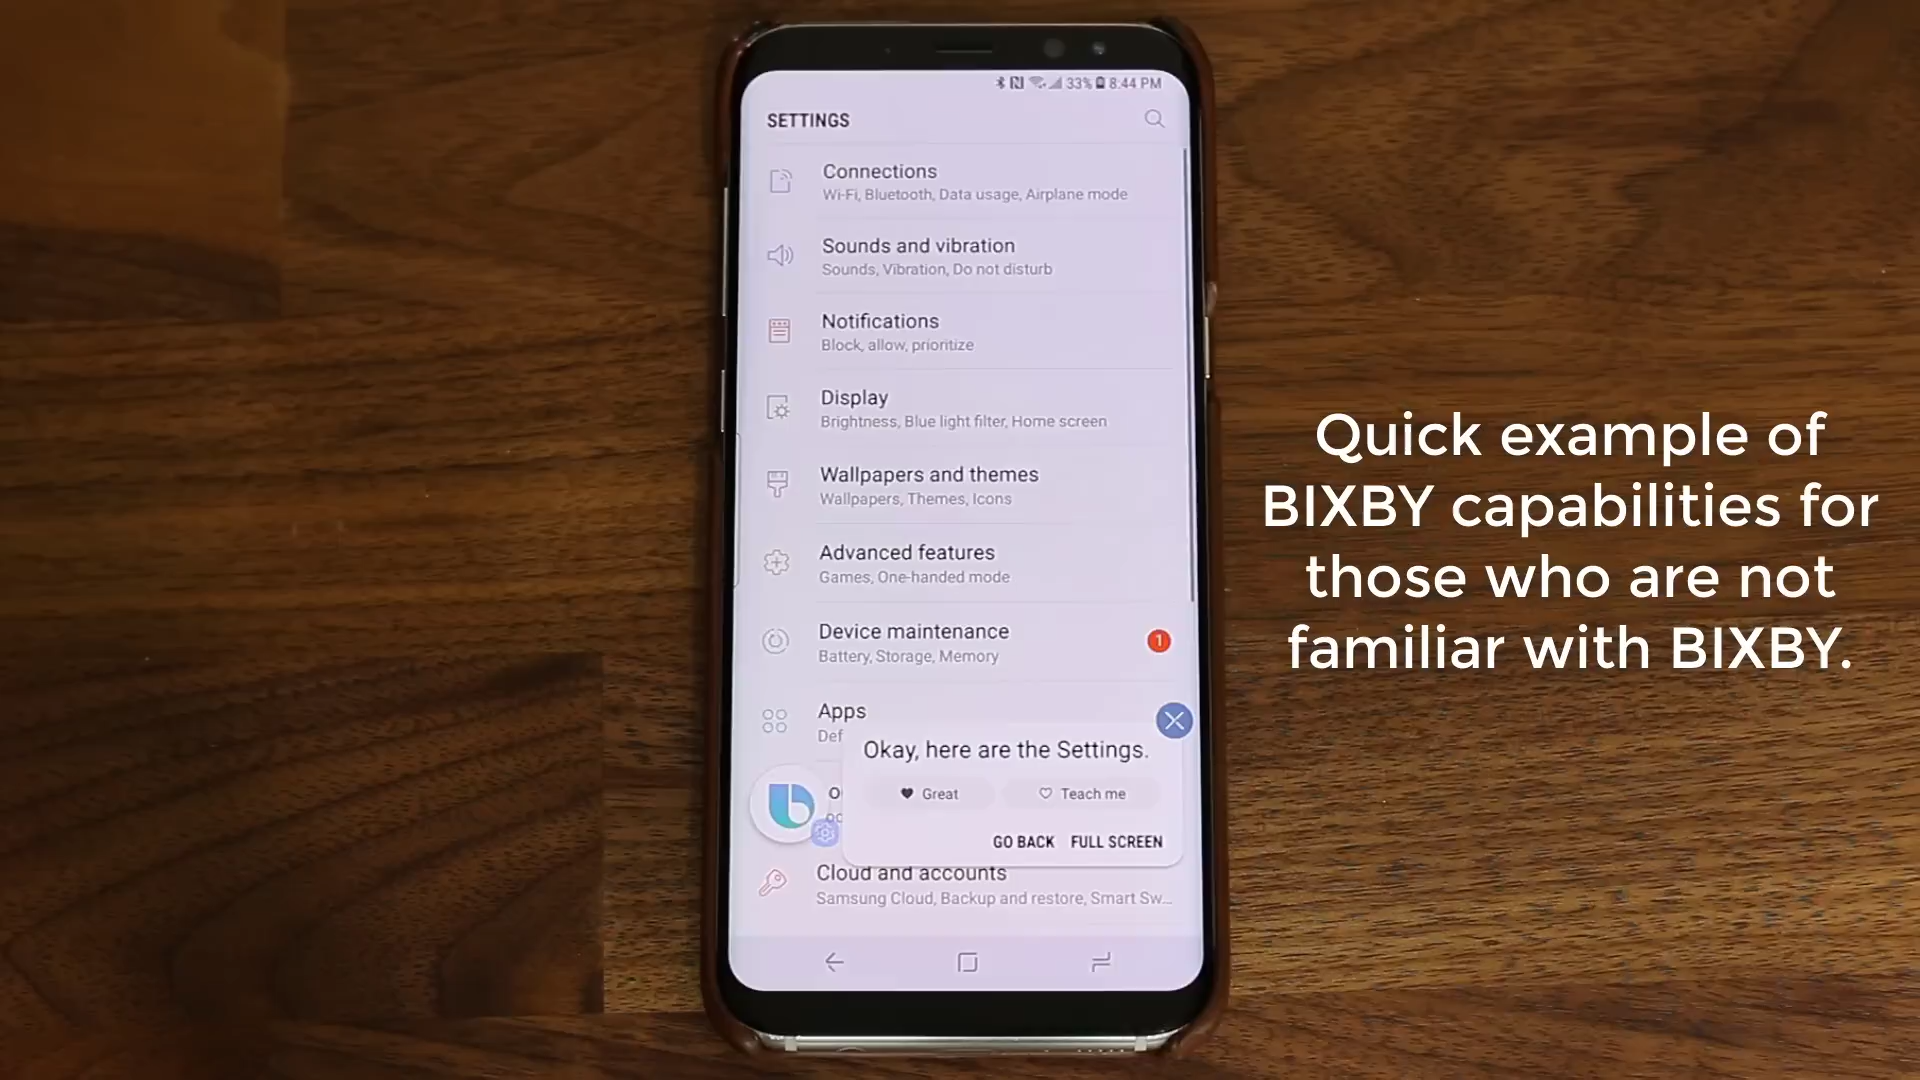 33% 8:44 PM
SETTINGS
Connections
Wi-Fi, Bluetooth, Data usage, Airplane mode
Sounds and vibration
Sounds, Vibration, Do not disturb
Notifications
Block, allow, prioritize
Display
Brightness, Blue light filter, Home screen
Wallpapers and themes
Wallpapers, Themes, Icons
Advanced features
Games, One-handed mode
Device maintenance
1
Battery, Storage, Memory
Apps
Def
Okay, here are the Settings.
Great
Teach me
GO BACK FULL SCREEN
Cloud and accounts
Samsung Cloud, Backup and restore, Smart Sw...
Quick example of
BIXBY capabilities for
those who are not
familiar with BIXBY.